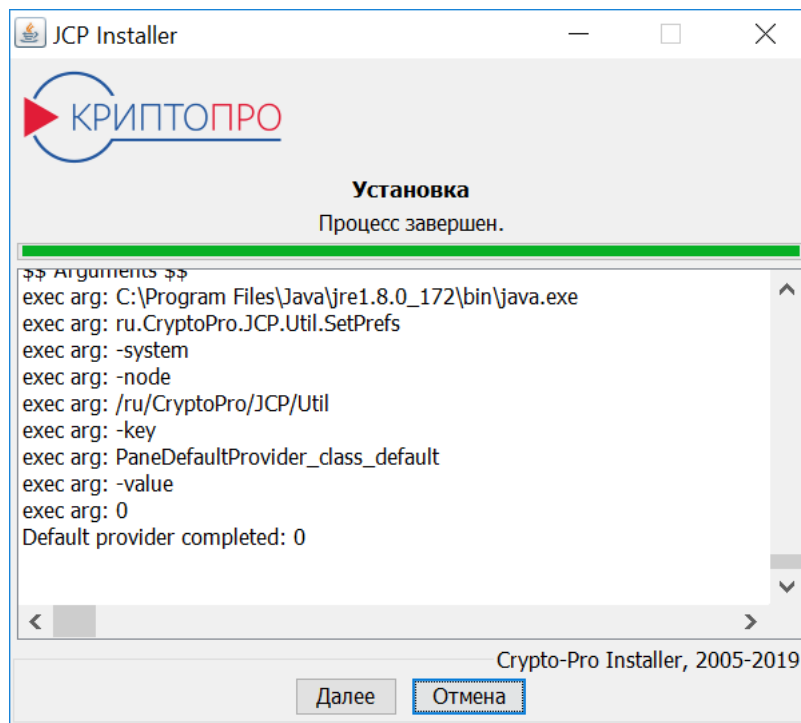 JCP Installer
КРИПТОПРО
Установка
Процесс завершен.
$$ Arguments $$
exec arg: C:\Program Files\Java\jre1.8.0_172\bin\java.exe
exec arg: ru.CryptoPro.JCP.Util.SetPrefs
exec arg: -system
exec arg: -node
exec arg: /ru/CryptoPro/JCP/Util
exec arg: -key
exec arg: PaneDefaultProvider_class_default
exec arg: -value
exec arg: 0
Default provider completed: 0
Crypto-Pro Installer, 2005-2019
Далее Отмена